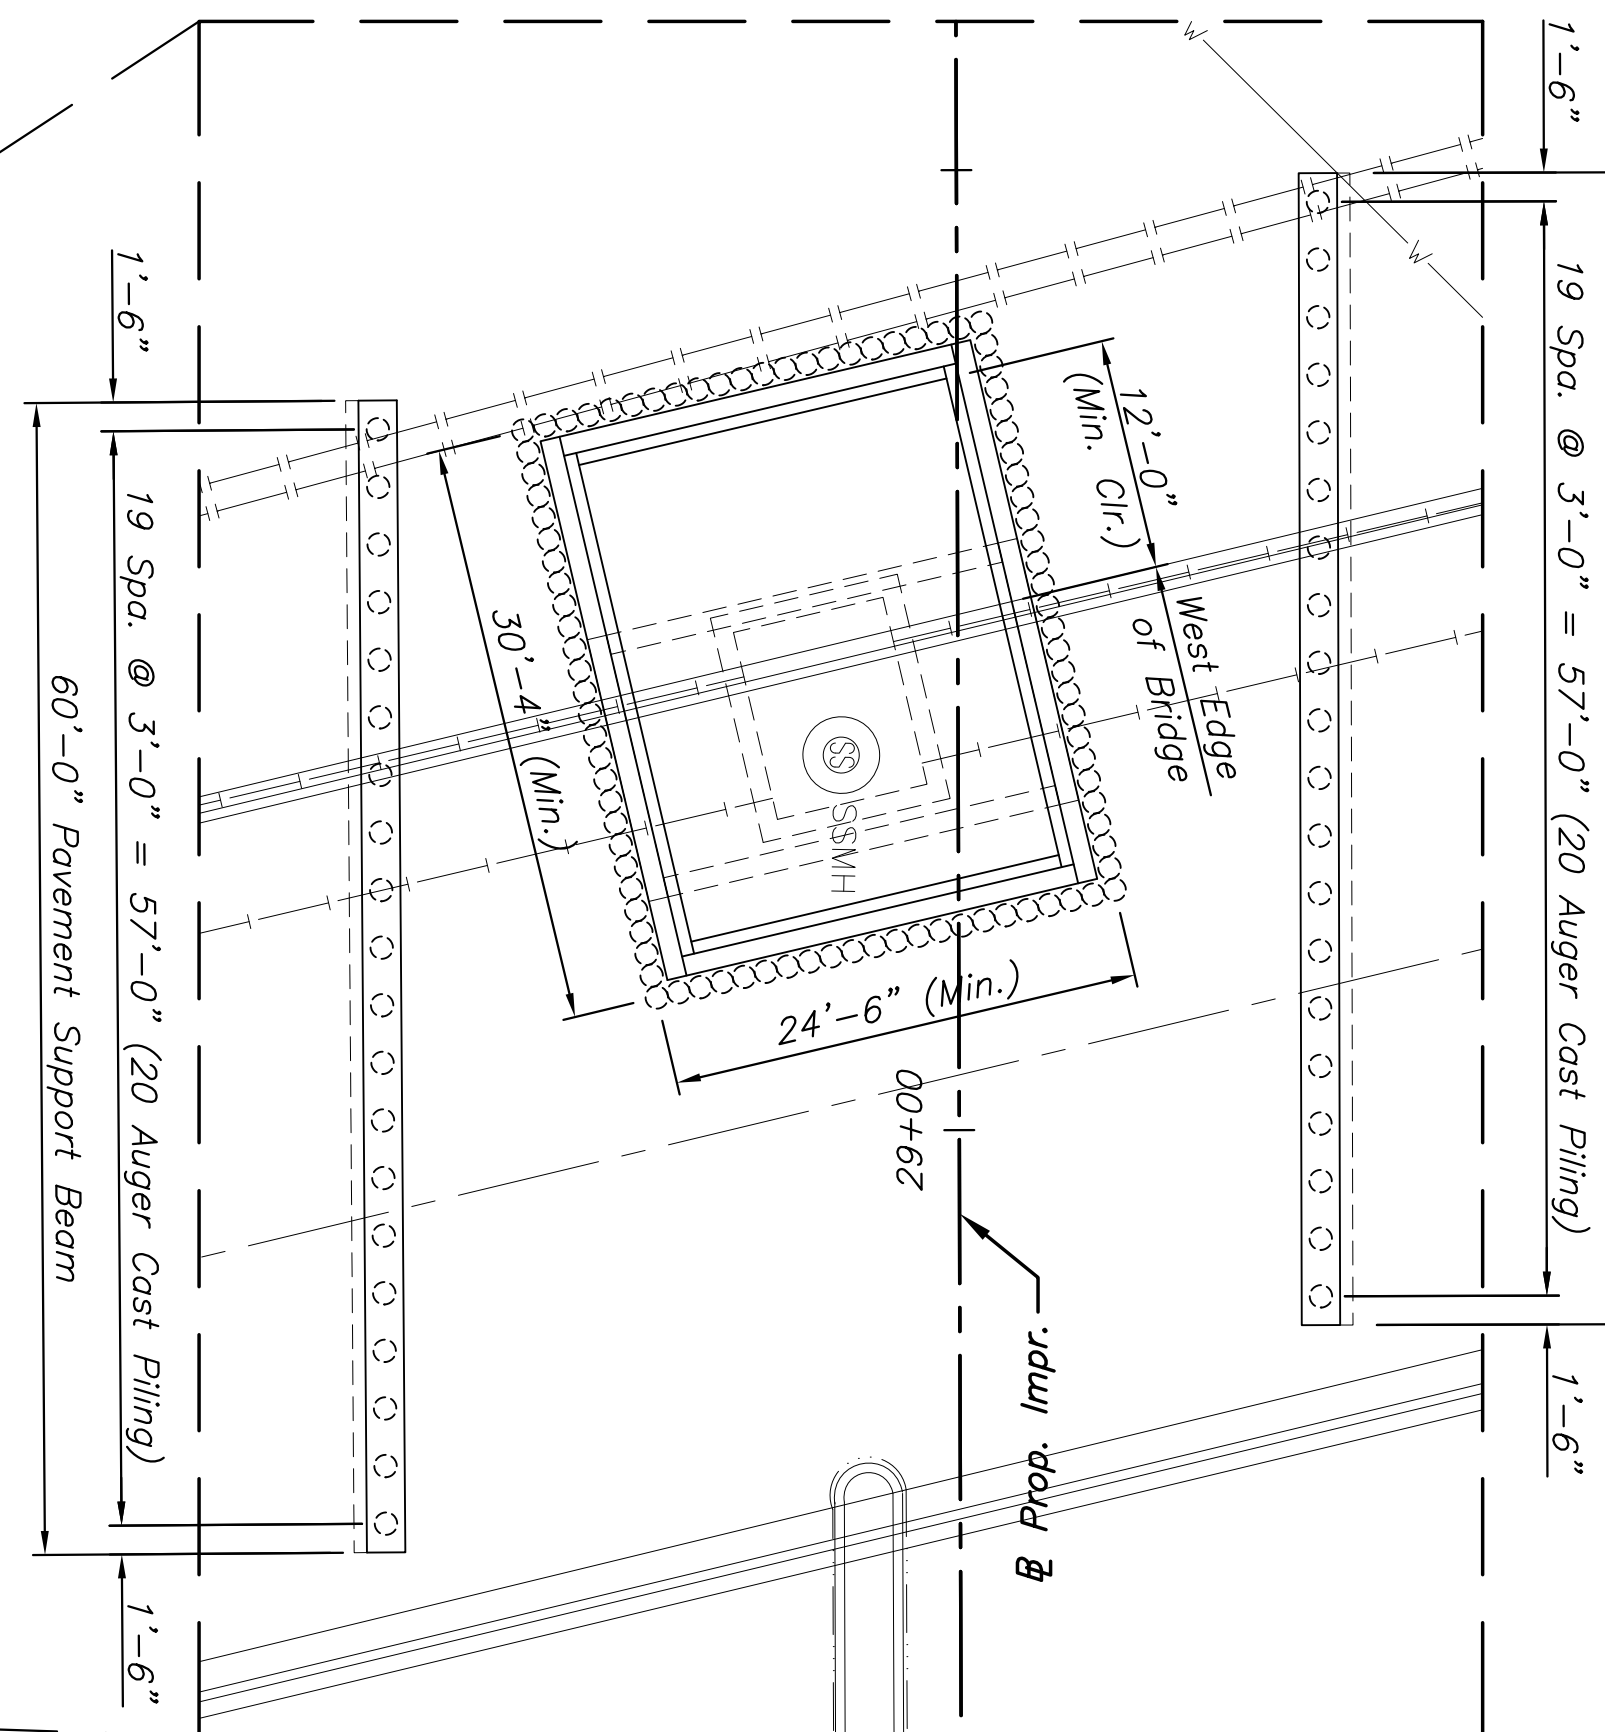 1'-6"
19 Spa. @ 3'-0" = 57'-0" (20 Auger Cast Piling)
1'-6"
W
W
12'-0"
(Min. Clr.)
West Edge
of Bridge
℄ Prop. Impr.
29+00
SS
SSMH
24'-6" (Min.)
30'-4" (Min.)
1'-6"
19 Spa. @ 3'-0" = 57'-0" (20 Auger Cast Piling)
1'-6"
60'-0" Pavement Support Beam